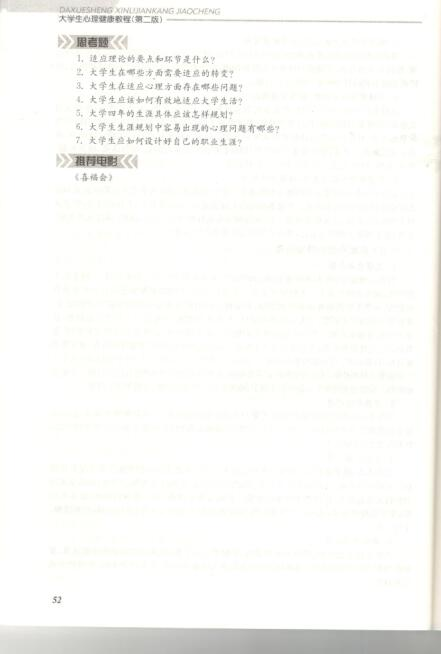 DAXUESHENG XINLIJIANKANG JIAOCHENG
大学生心理健康教程(第二版)
思考题
1. 适应理论的要点和环节是什么?
2. 大学生在哪些方面需要适应的转变?
3. 大学生在适应心理方面存在哪些问题?
4. 大学生应该如何有效地适应大学生活?
5. 大学四年的生涯具体应该怎样规划?
6. 大学生生涯规划中容易出现的心理问题有哪些?
7. 大学生应如何设计好自己的职业生涯?
推荐电影
《喜福会》
52